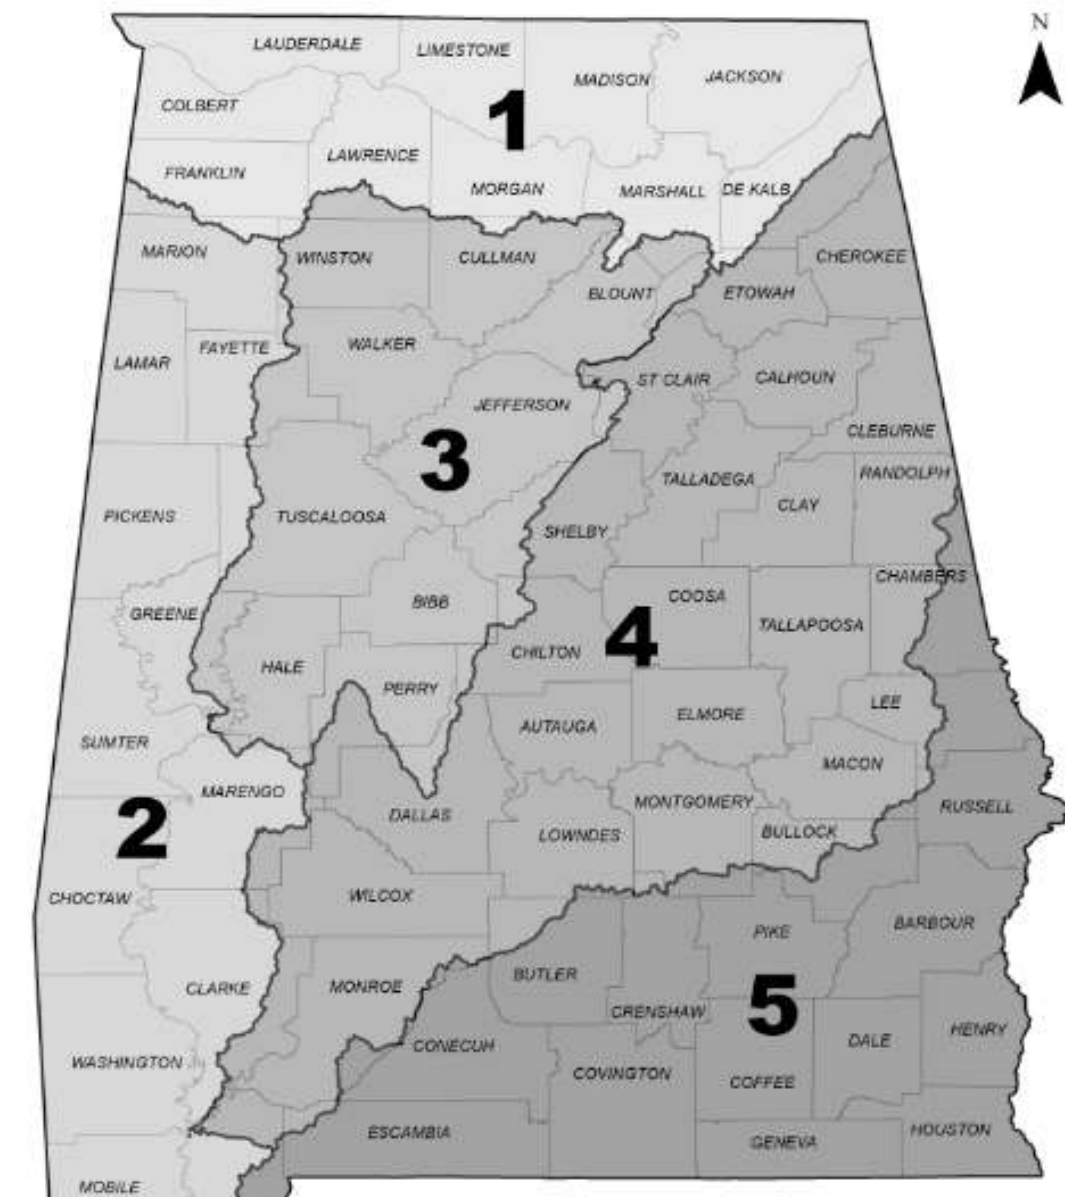 N
LAUDERDALE
LIMESTONE
MADISON
JACKSON
COLBERT
1
LAWRENCE
FRANKLIN
MORGAN
MARSHALL
DE KALB
MARION
WINSTON
CULLMAN
CHEROKEE
BLOUNT
ETOWAH
WALKER
FAYETTE
LAMAR
ST CLAIR
CALHOUN
JEFFERSON
CLEBURNE
3
RANDOLPH
TALLADEGA
CLAY
PICKENS
TUSCALOOSA
SHELBY
CHAMBERS
COOSA
BIBB
GREENE
TALLAPOOSA
4
CHILTON
HALE
PERRY
LEE
ELMORE
AUTAUGA
SUMTER
MACON
MARENGO
MONTGOMERY
RUSSELL
DALLAS
2
BULLOCK
LOWNDES
WILCOX
CHOCTAW
BARBOUR
PIKE
BUTLER
MONROE
CLARKE
5
CRENSHAW
HENRY
DALE
CONECUH
WASHINGTON
COVINGTON
COFFEE
ESCAMBIA
HOUSTON
GENEVA
MOBILE